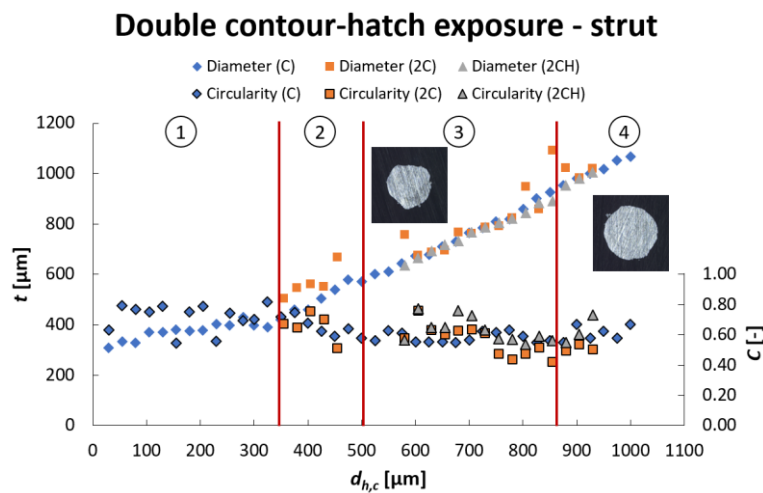 Double contour-hatch exposure - strut
Diameter (C) Diameter (2C) Diameter (2CH)
Circularity (C) Circularity (2C) Circularity (2CH)
1200
1000
800
600
400
200
0
1 2 3 4
1.00
0.80
0.60
0.40
0.20
0.00
t [µm]
C [-]
0 100 200 300 400 500 600 700 800 900 1000 1100
d_h,c [µm]